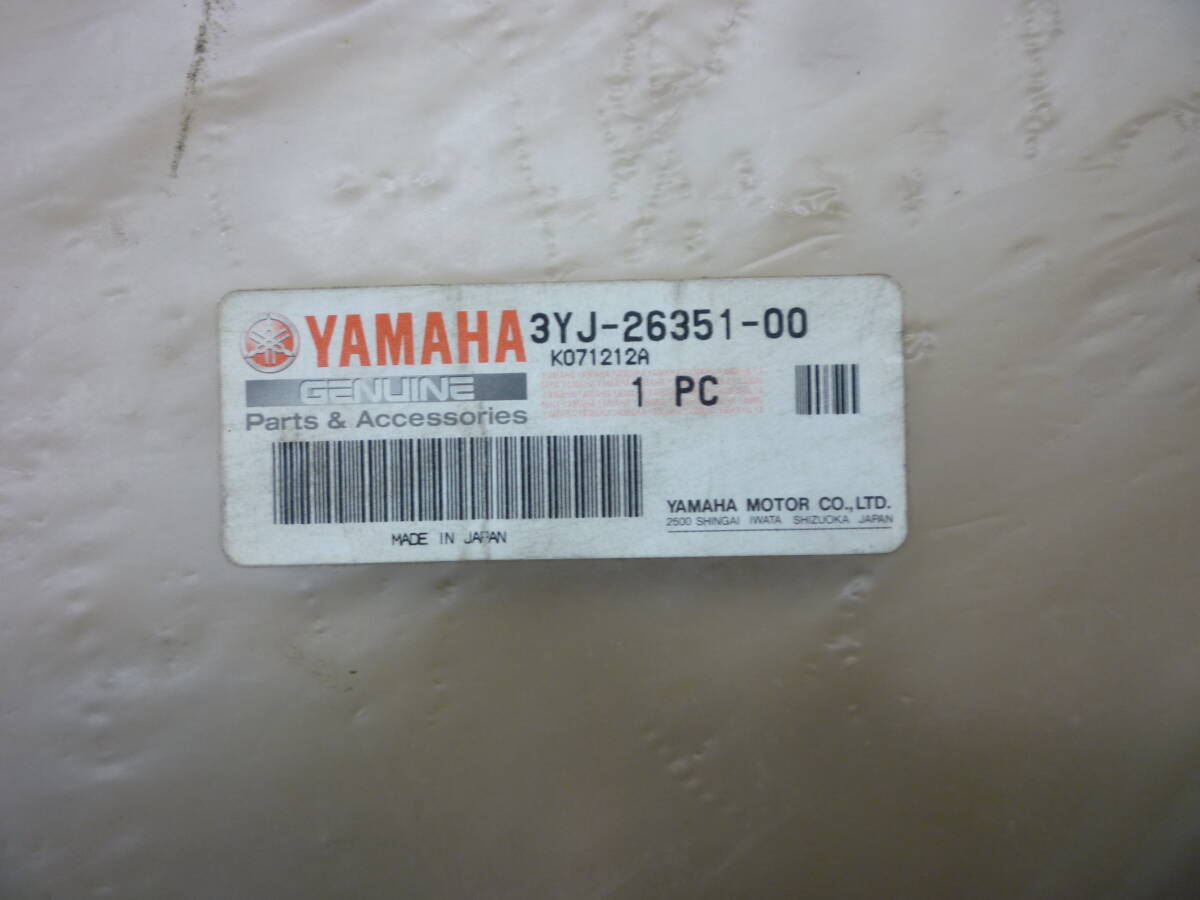 YAMAHA 3YJ-26351-00
K071212A
GENUINE
1 PC
Parts & Accessories
YAMAHA MOTOR CO.,LTD.
2500 SHINGAI IWATA SHIZUOKA JAPAN
MADE IN JAPAN